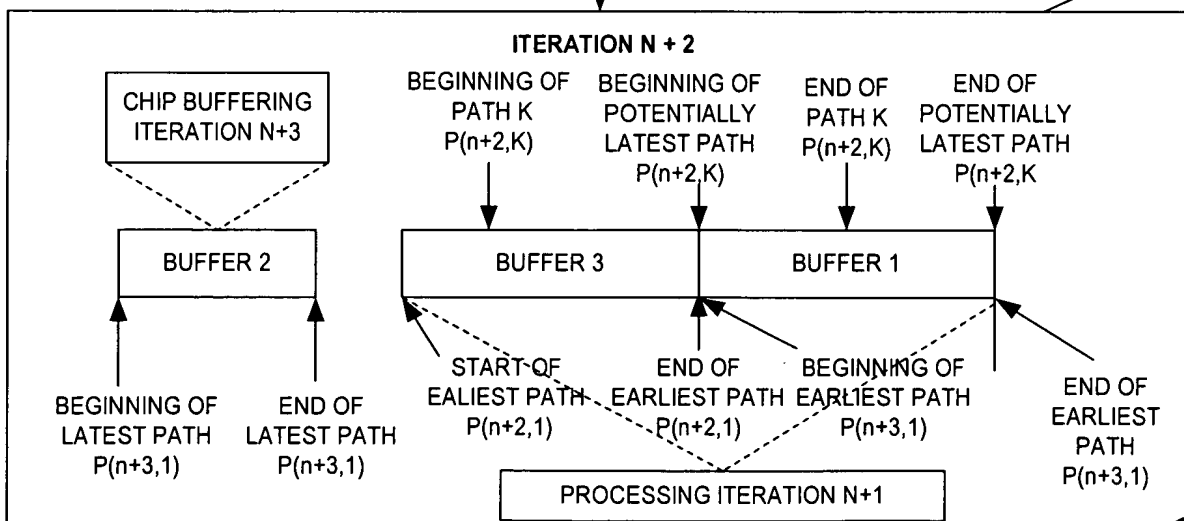 ITERATION N + 2
CHIP BUFFERING
ITERATION N+3
BEGINNING OF
PATH K
P(n+2,K)
BEGINNING OF
POTENTIALLY
LATEST PATH
P(n+2,K)
END OF
PATH K
P(n+2,K)
END OF
POTENTIALLY
LATEST PATH
P(n+2,K
BUFFER 2
BUFFER 3
BUFFER 1
BEGINNING OF
LATEST PATH
P(n+3,1)
END OF
LATEST PATH
P(n+3,1)
START OF
EALIEST PATH
P(n+2,1)
END OF
EARLIEST PATH
P(n+2,1)
BEGINNING OF
EARLIEST PATH
P(n+3,1)
END OF
EARLIEST
PATH
P(n+3,1)
PROCESSING ITERATION N+1